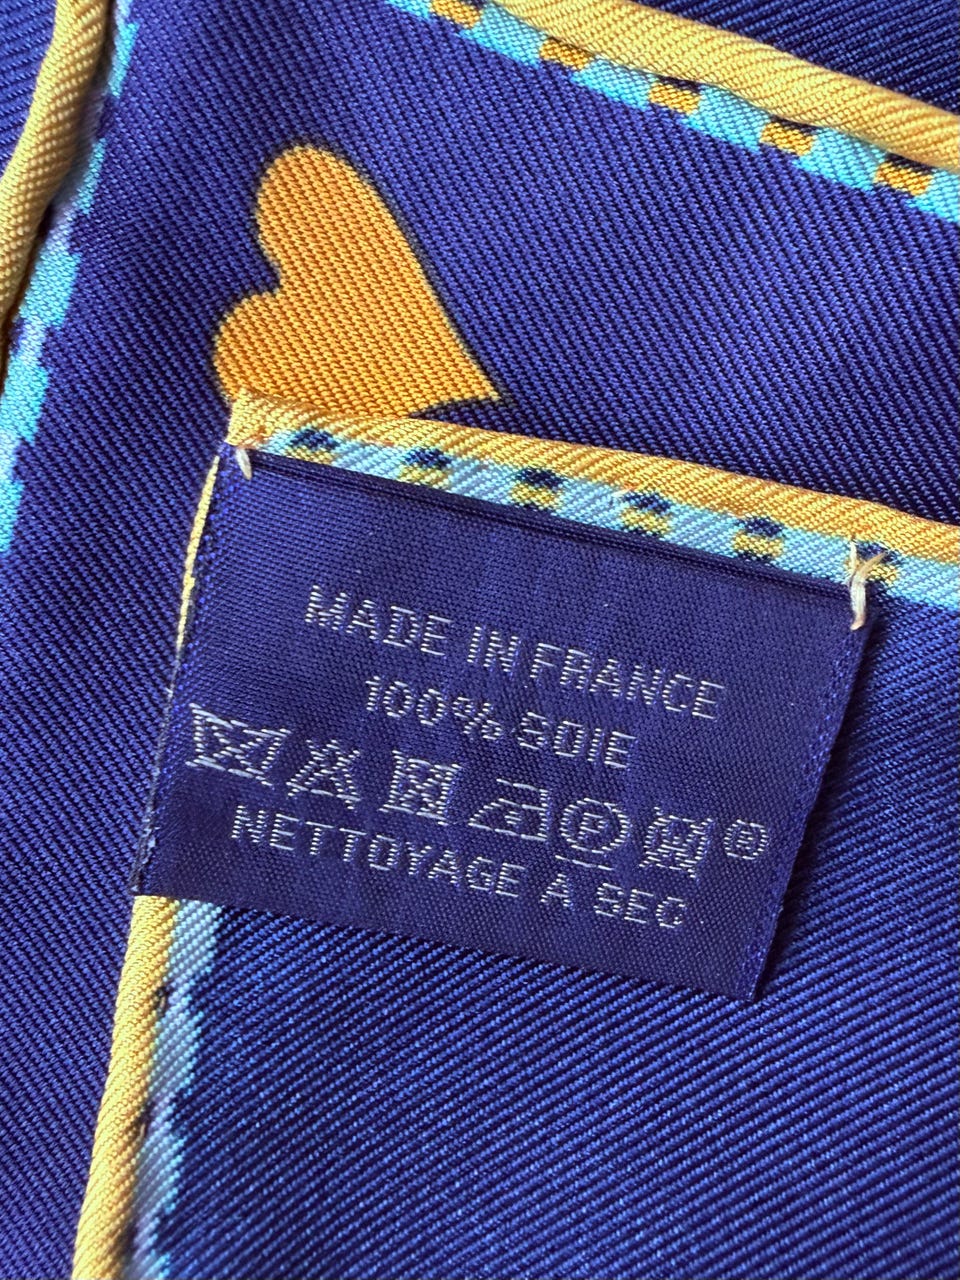 MADE IN FRANCE
100% SOIE
P ®
NETTOYAGE A SEC